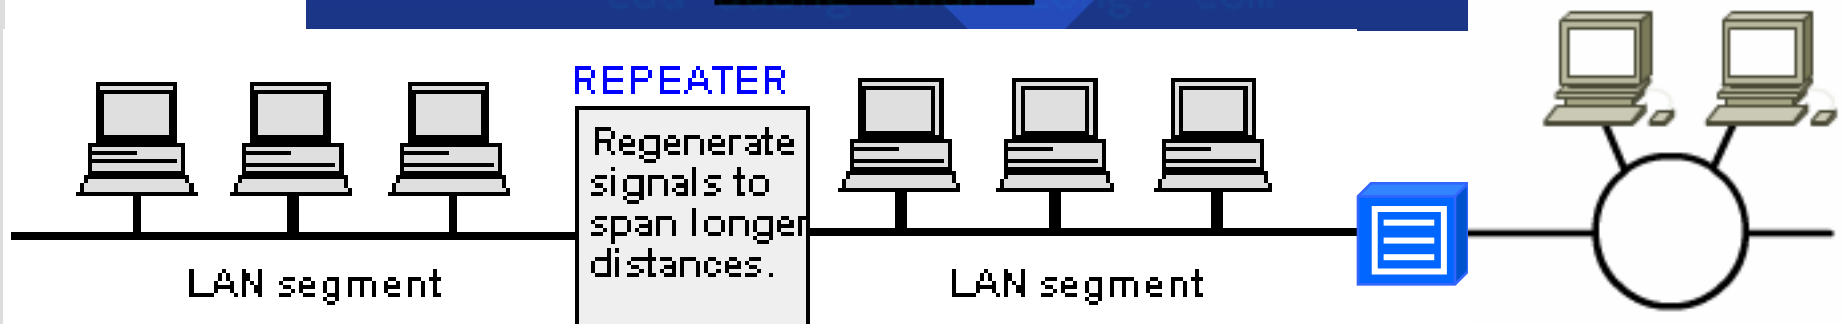 REPEATER
Regenerate
signals to
span longer
distances.
LAN segment
LAN segment